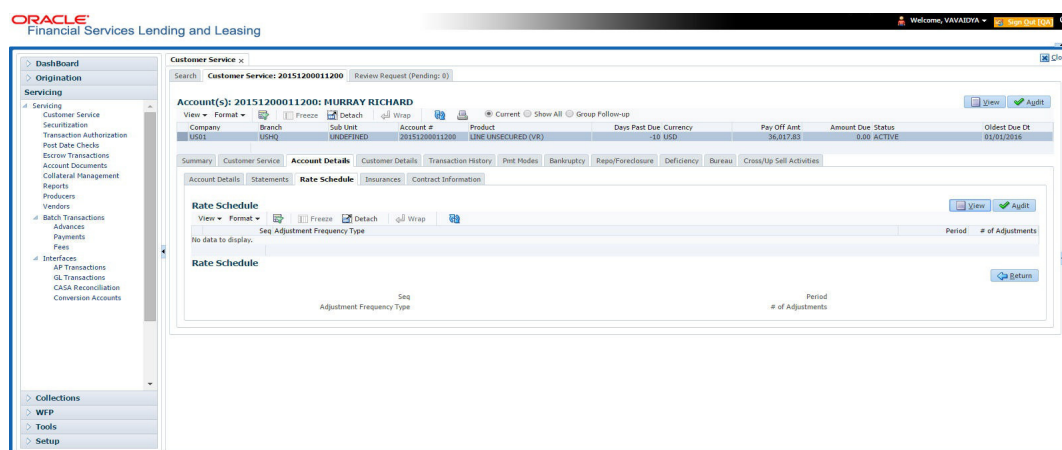 ORACLE®
Financial Services Lending and Leasing
Welcome, VAVAIDYA
Sign Out [QA]
DashBoard
Origination
Servicing
Servicing
Customer Service
Securitization
Transaction Authorization
Post Date Checks
Escrow Transactions
Account Documents
Collateral Management
Reports
Producers
Vendors
Batch Transactions
Advances
Payments
Fees
Interfaces
AP Transactions
GL Transactions
CASA Reconciliation
Conversion Accounts
Collections
WFP
Tools
Setup
Customer Service x
Clo
Search Customer Service: 20151200011200 Review Request (Pending: 0)
Account(s): 20151200011200: MURRAY RICHARD
View Audit
View Format Freeze Detach Wrap Current Show All Group Follow-up
Company Branch Sub Unit Account # Product Days Past Due Currency Pay Off Amt Amount Due Status Oldest Due Dt
US01 USHQ UNDEFINED 20151200011200 LINE UNSECURED (VR) -10 USD 36,017.83 0.00 ACTIVE 01/01/2016
Summary Customer Service Account Details Customer Details Transaction History Pmt Modes Bankruptcy Repo/Foreclosure Deficiency Bureau Cross/Up Sell Activities
Account Details Statements Rate Schedule Insurances Contract Information
Rate Schedule
View Audit
View Format Freeze Detach Wrap
Seq Adjustment Frequency Type Period # of Adjustments
No data to display.
Rate Schedule
Return
Seq Period
Adjustment Frequency Type # of Adjustments